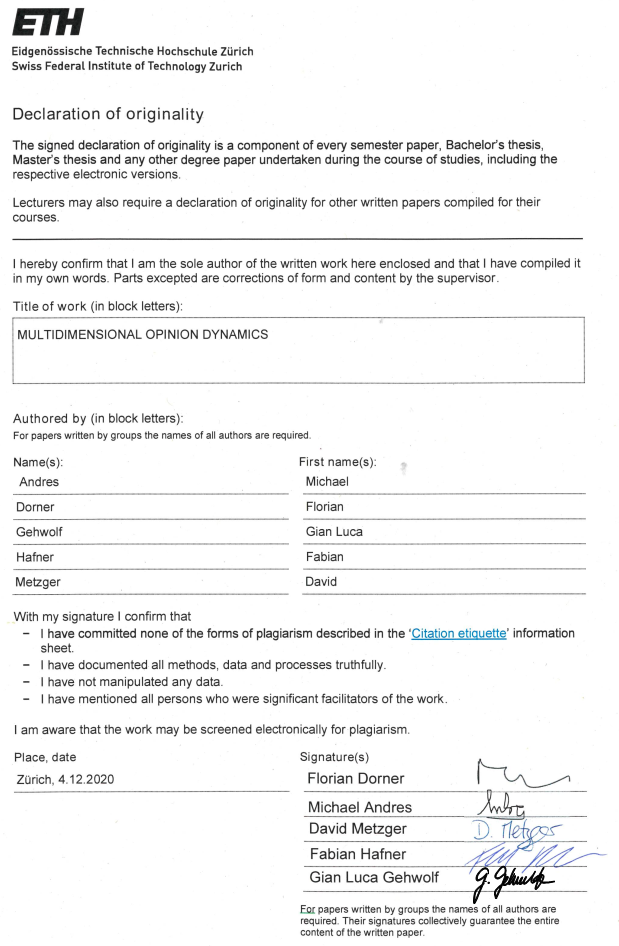 ETH
Eidgenössische Technische Hochschule Zürich
Swiss Federal Institute of Technology Zurich
Declaration of originality
The signed declaration of originality is a component of every semester paper, Bachelor's thesis,
Master's thesis and any other degree paper undertaken during the course of studies, including the
respective electronic versions.
Lecturers may also require a declaration of originality for other written papers compiled for their
courses.
I hereby confirm that I am the sole author of the written work here enclosed and that I have compiled it
in my own words. Parts excepted are corrections of form and content by the supervisor.
Title of work (in block letters):
MULTIDIMENSIONAL OPINION DYNAMICS
Authored by (in block letters):
For papers written by groups the names of all authors are required.
Name(s): First name(s):
Andres Michael
Dorner Florian
Gehwolf Gian Luca
Hafner Fabian
Metzger David
With my signature I confirm that
− I have committed none of the forms of plagiarism described in the 'Citation etiquette' information
sheet.
− I have documented all methods, data and processes truthfully.
− I have not manipulated any data.
− I have mentioned all persons who were significant facilitators of the work.
I am aware that the work may be screened electronically for plagiarism.
Place, date Signature(s)
Zürich, 4.12.2020 Florian Dorner
Michael Andres
David Metzger D. Metzger
Fabian Hafner
Gian Luca Gehwolf
For papers written by groups the names of all authors are
required. Their signatures collectively guarantee the entire
content of the written paper.